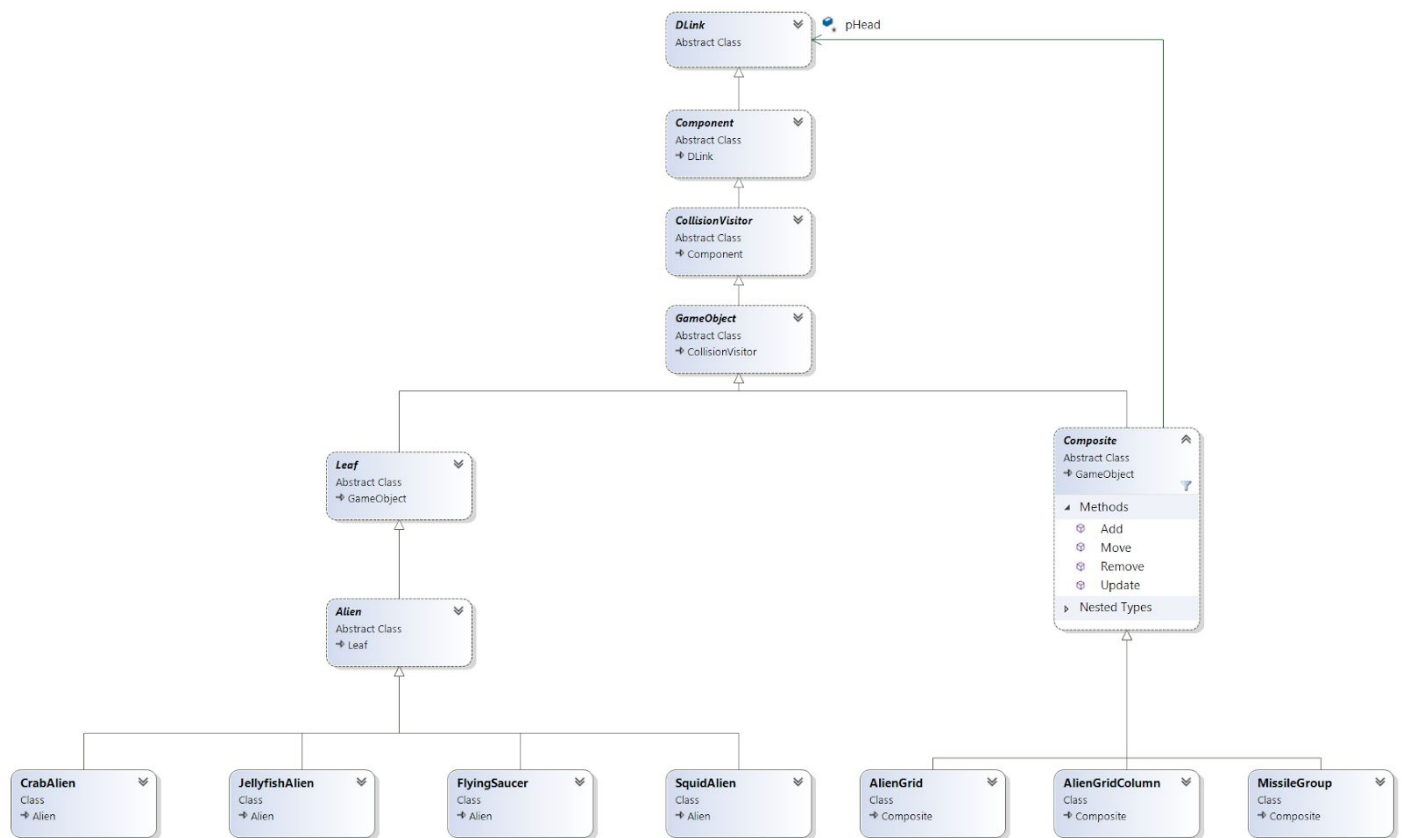 DLink
Abstract Class
pHead
Component
Abstract Class
DLink
CollisionVisitor
Abstract Class
Component
GameObject
Abstract Class
CollisionVisitor
Leaf
Abstract Class
GameObject
Composite
Abstract Class
GameObject
Methods
Add
Move
Remove
Update
Nested Types
Alien
Abstract Class
Leaf
CrabAlien
Class
Alien
JellyfishAlien
Class
Alien
FlyingSaucer
Class
Alien
SquidAlien
Class
Alien
AlienGrid
Class
Composite
AlienGridColumn
Class
Composite
MissileGroup
Class
Composite